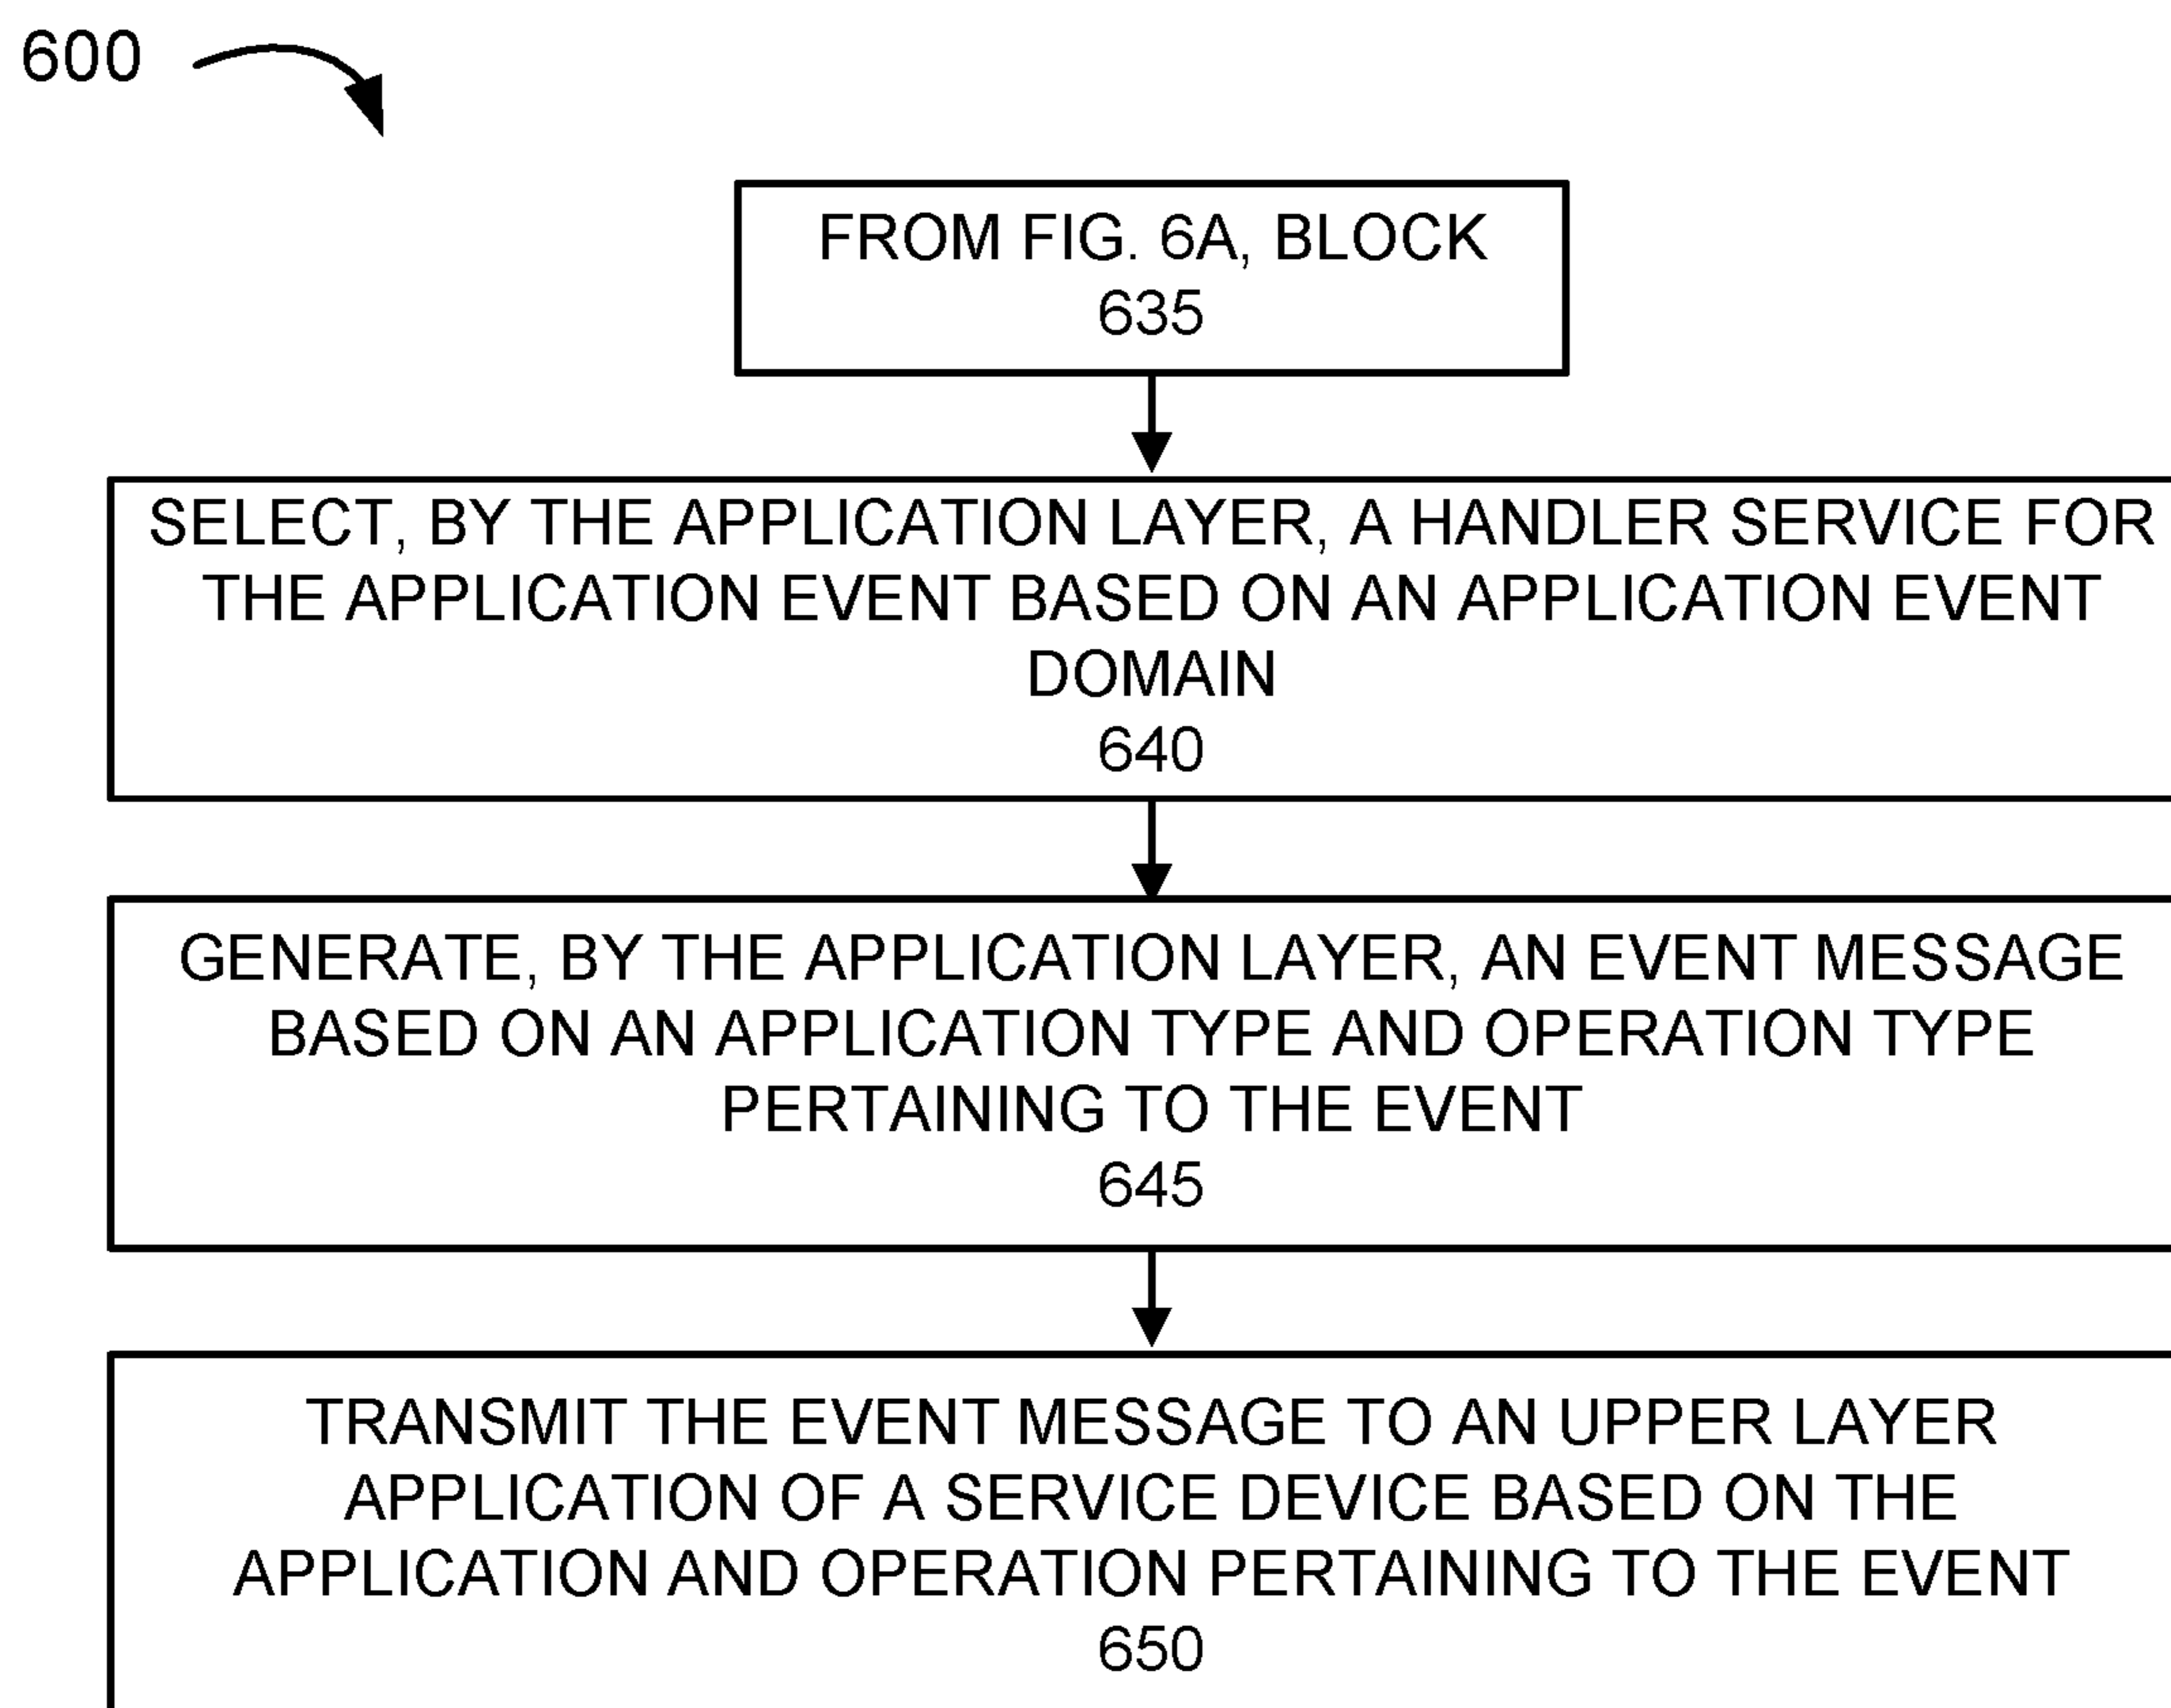 600
FROM FIG. 6A, BLOCK
635
SELECT, BY THE APPLICATION LAYER, A HANDLER SERVICE FOR
THE APPLICATION EVENT BASED ON AN APPLICATION EVENT
DOMAIN
640
GENERATE, BY THE APPLICATION LAYER, AN EVENT MESSAGE
BASED ON AN APPLICATION TYPE AND OPERATION TYPE
PERTAINING TO THE EVENT
645
TRANSMIT THE EVENT MESSAGE TO AN UPPER LAYER
APPLICATION OF A SERVICE DEVICE BASED ON THE
APPLICATION AND OPERATION PERTAINING TO THE EVENT
650